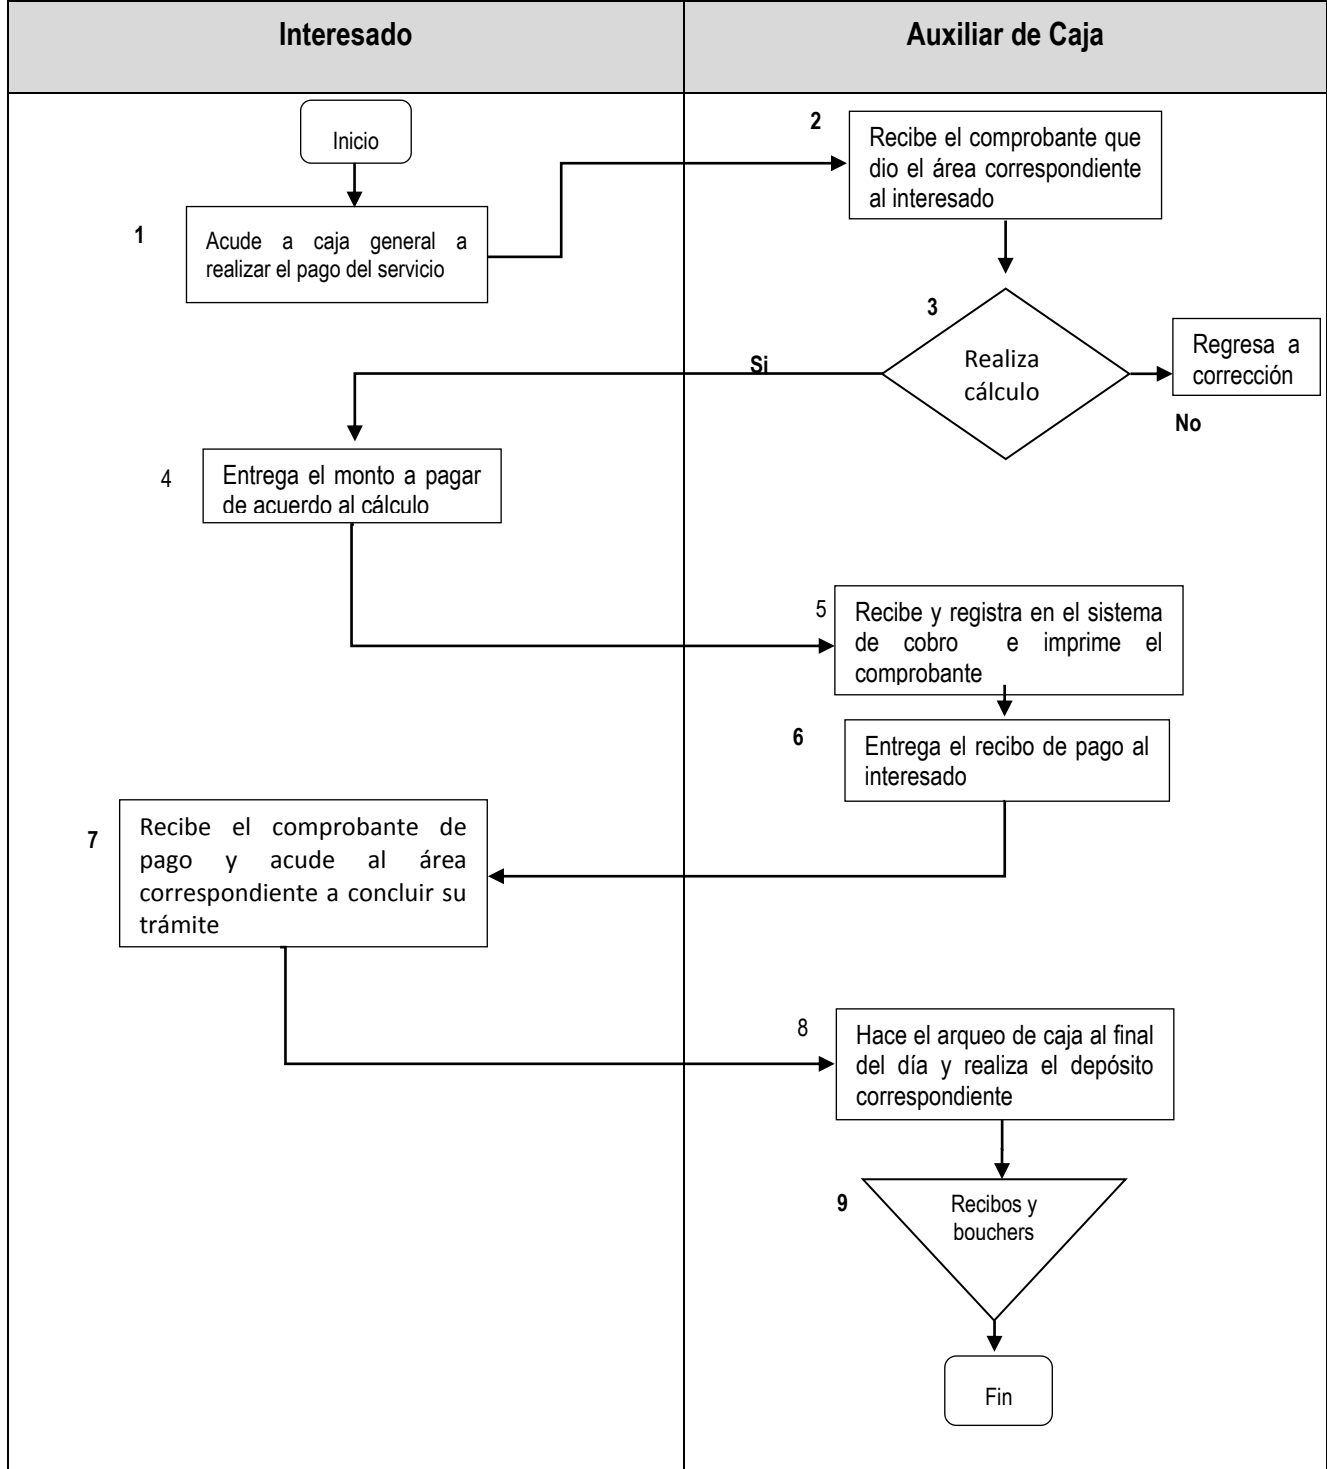 Interesado
Auxiliar de Caja
Inicio
1
Acude a caja general a
realizar el pago del servicio
2
Recibe el comprobante que
dio el área correspondiente
al interesado
3
Realiza
cálculo
Si
Regresa a
corrección
No
4
Entrega el monto a pagar
de acuerdo al cálculo
5
Recibe y registra en el sistema
de cobro e imprime el
comprobante
6
Entrega el recibo de pago al
interesado
7
Recibe el comprobante de
pago y acude al área
correspondiente a concluir su
trámite
8
Hace el arqueo de caja al final
del día y realiza el depósito
correspondiente
9
Recibos y
bouchers
Fin